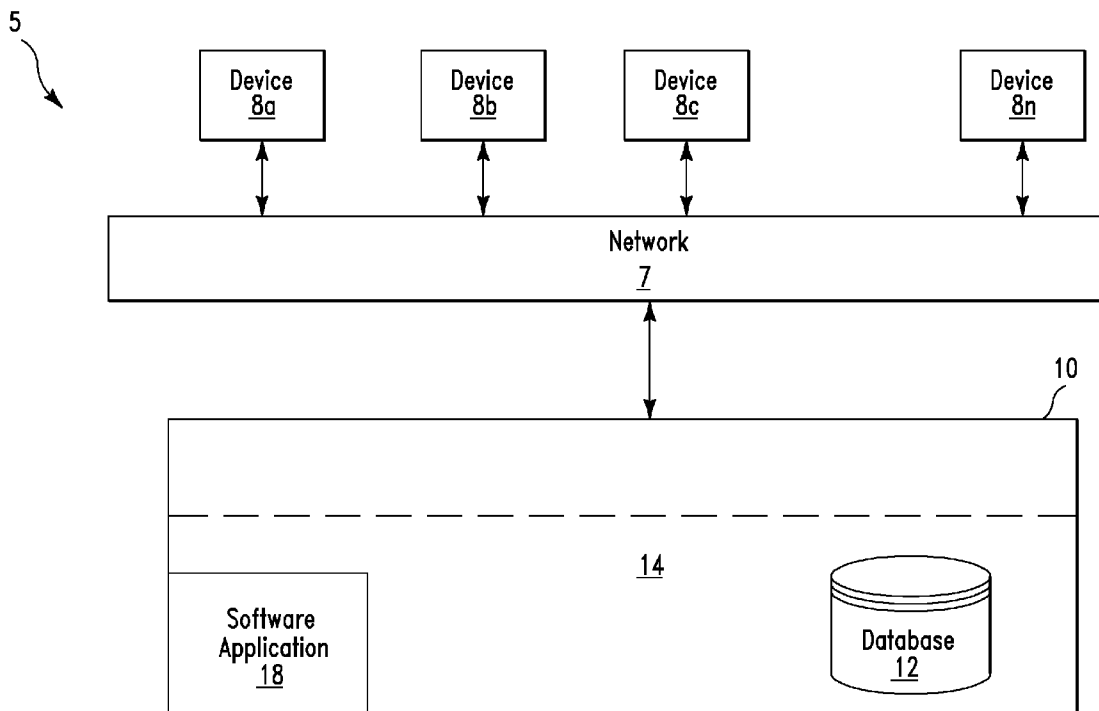 5
Device
8a
Device
8b
Device
8c
Device
8n
Network
7
10
14
Software
Application
18
Database
12